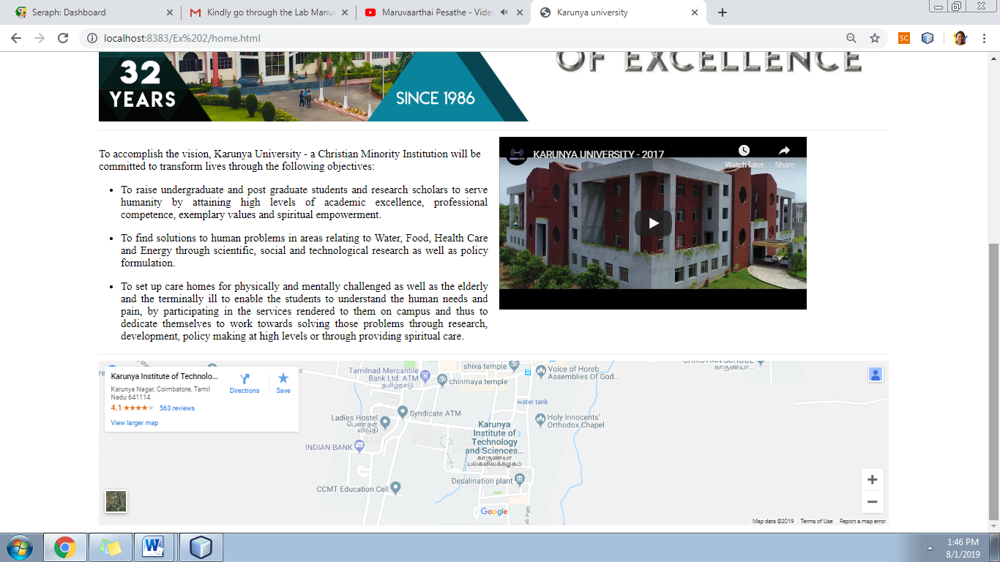 Seraph: Dashboard
Kindly go through the Lab Manu
Maruvaarthai Pesathe - Vide
Karunya university
localhost:8383/Ex%202/home.html
SC
OF EXCELLENCE
32
YEARS
SINCE 1986
To accomplish the vision, Karunya University - a Christian Minority Institution will be
committed to transform lives through the following objectives:
To raise undergraduate and post graduate students and research scholars to serve
humanity by attaining high levels of academic excellence, professional
competence, exemplary values and spiritual empowerment.
To find solutions to human problems in areas relating to Water, Food, Health Care
and Energy through scientific, social and technological research as well as policy
formulation.
To set up care homes for physically and mentally challenged as well as the elderly
and the terminally ill to enable the students to understand the human needs and
pain, by participating in the services rendered to them on campus and thus to
dedicate themselves to work towards solving those problems through research,
development, policy making at high levels or through providing spiritual care.
KARUNYA UNIVERSITY - 2017
Watch later
Share
Karunya Institute of Technolo...
Karunya Nagar, Coimbatore, Tamil
Nadu 641114
4.1
563 reviews
View larger map
Directions
Save
Tamilnad Mercantile
Bank Ltd. ATM
தமிழ்நாடு...
shiva temple
chinmaya temple
Voice of Horeb
Assemblies Of God...
CHRISTIAN SCHOOL
காருண்யா...
water tank
Syndicate ATM
Ladies Hostel
பெண்கள்
விடுதி
Holy Innocents'
Orthodox Chapel
Karunya
Institute of
Technology
and Sciences...
காருண்யா
பல்கலைக்கழகம்
INDIAN BANK
Desalination plant
CCMT Education Cell
Google
Map data ©2019
Terms of Use
Report a map error
1:46 PM
8/1/2019